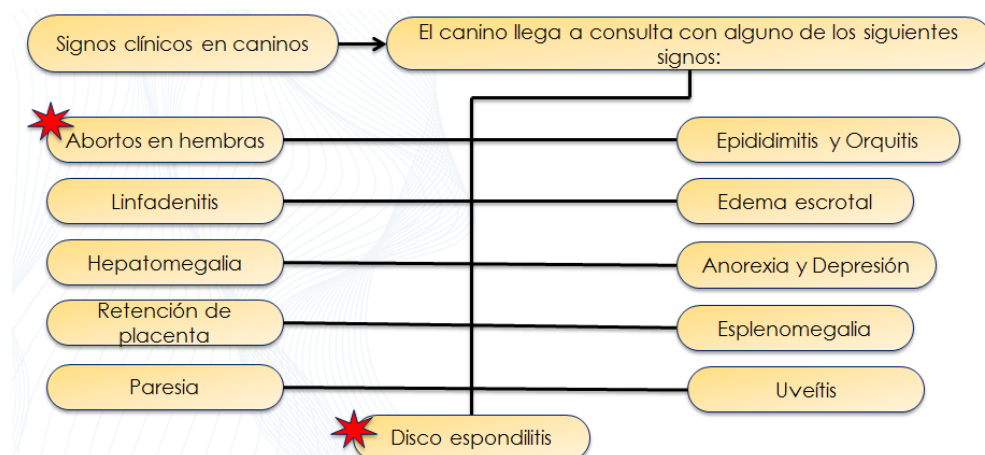 Signos clínicos en caninos
El canino llega a consulta con alguno de los siguientes
signos:
Abortos en hembras
Epididimitis y Orquitis
Linfadenitis
Edema escrotal
Hepatomegalia
Anorexia y Depresión
Retención de
placenta
Esplenomegalia
Paresia
Uveítis
Disco espondilitis